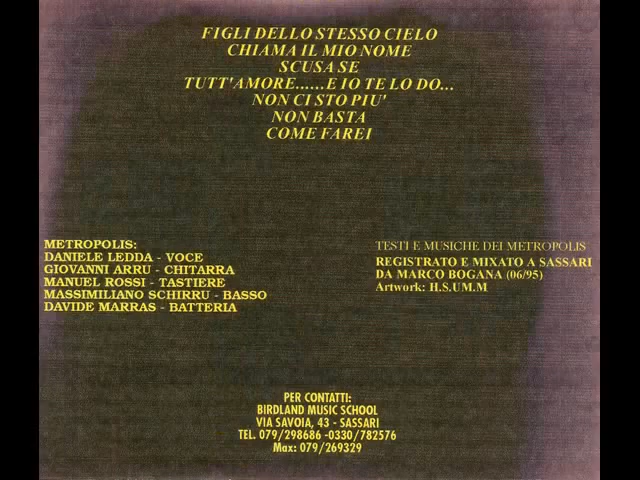 FIGLI DELLO STESSO CIELO
CHIAMA IL MIO NOME
SCUSA SE
TUTT'AMORE......E IO TE LO DO...
NON CI STO PIU'
NON BASTA
COME FAREI
METROPOLIS:
DANIELE LEDDA - VOCE
GIOVANNI ARRU - CHITARRA
MANUEL ROSSI - TASTIERE
MASSIMILIANO SCHIRRU - BASSO
DAVIDE MARRAS - BATTERIA
TESTI E MUSICHE DEI METROPOLIS
REGISTRATO E MIXATO A SASSARI
DA MARCO BOGANA (06/95)
Artwork: H.S.UM.M
PER CONTATTI:
BIRDLAND MUSIC SCHOOL
VIA SAVOIA, 43 - SASSARI
TEL. 079/298686 -0330/782576
Max: 079/269329